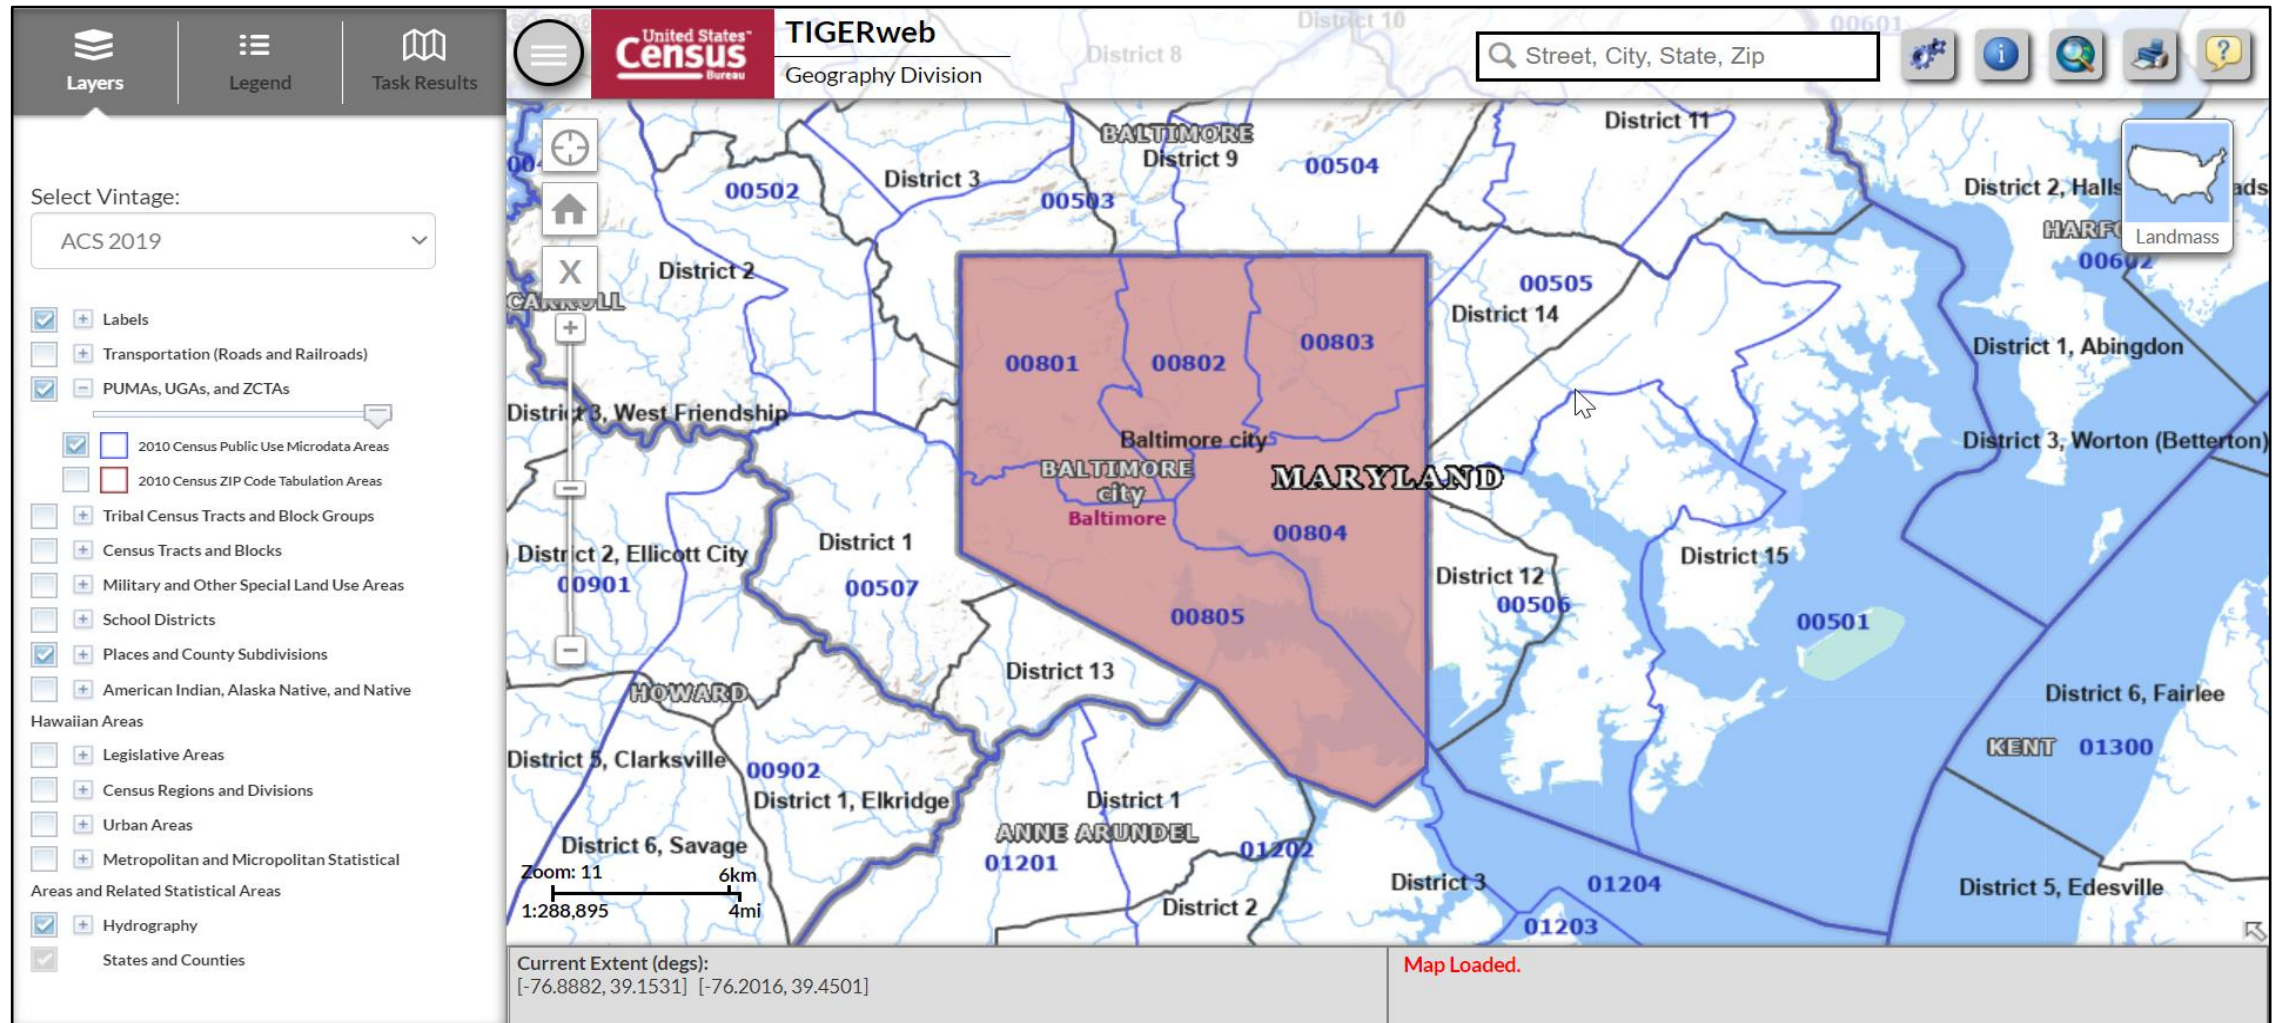 Layers
Legend
Task Results
United States™
Census
Bureau
TIGERweb
Geography Division
Street, City, State, Zip
District 10
00601
District 8
Select Vintage:
ACS 2019
Labels
Transportation (Roads and Railroads)
PUMAs, UGAs, and ZCTAs
2010 Census Public Use Microdata Areas
2010 Census ZIP Code Tabulation Areas
Tribal Census Tracts and Block Groups
Census Tracts and Blocks
Military and Other Special Land Use Areas
School Districts
Places and County Subdivisions
American Indian, Alaska Native, and Native
Hawaiian Areas
Legislative Areas
Census Regions and Divisions
Urban Areas
Metropolitan and Micropolitan Statistical
Areas and Related Statistical Areas
Hydrography
States and Counties
X
District 11
BALTIMORE
District 9
00504
District 3
00502
00503
District 2, Halls
Landmass
00602
District 2
CARROLL
00505
District 14
00803
00801
00802
District 1, Abingdon
District 3, West Friendship
Baltimore city
District 3, Worton (Betterton)
BALTIMORE
city
MARYLAND
Baltimore
00804
District 1
District 2, Ellicott City
00901
00507
District 15
District 12
00506
00805
00501
District 13
HOWARD
District 6, Fairlee
KENT 01300
District 5, Clarksville
00902
District 1, Elkridge
District 1
ANNE ARUNDEL
01201
01202
District 6, Savage
Zoom: 11
6km
1:288,895
4mi
District 2
District 3
01204
01203
District 5, Edesville
Current Extent (degs):
[-76.8882, 39.1531] [-76.2016, 39.4501]
Map Loaded.